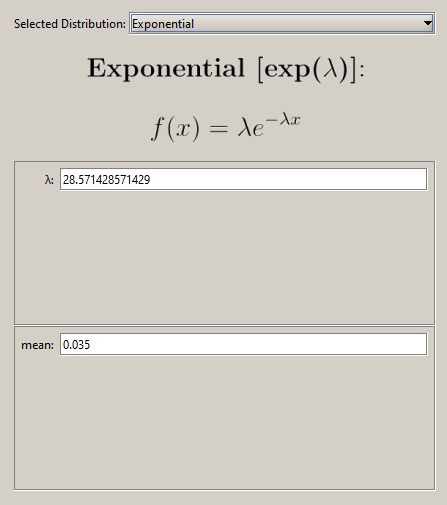 Selected Distribution: Exponential
Exponential [exp(λ)]:
f(x) = λe^{−λx}
λ: 28.571428571429
mean: 0.035